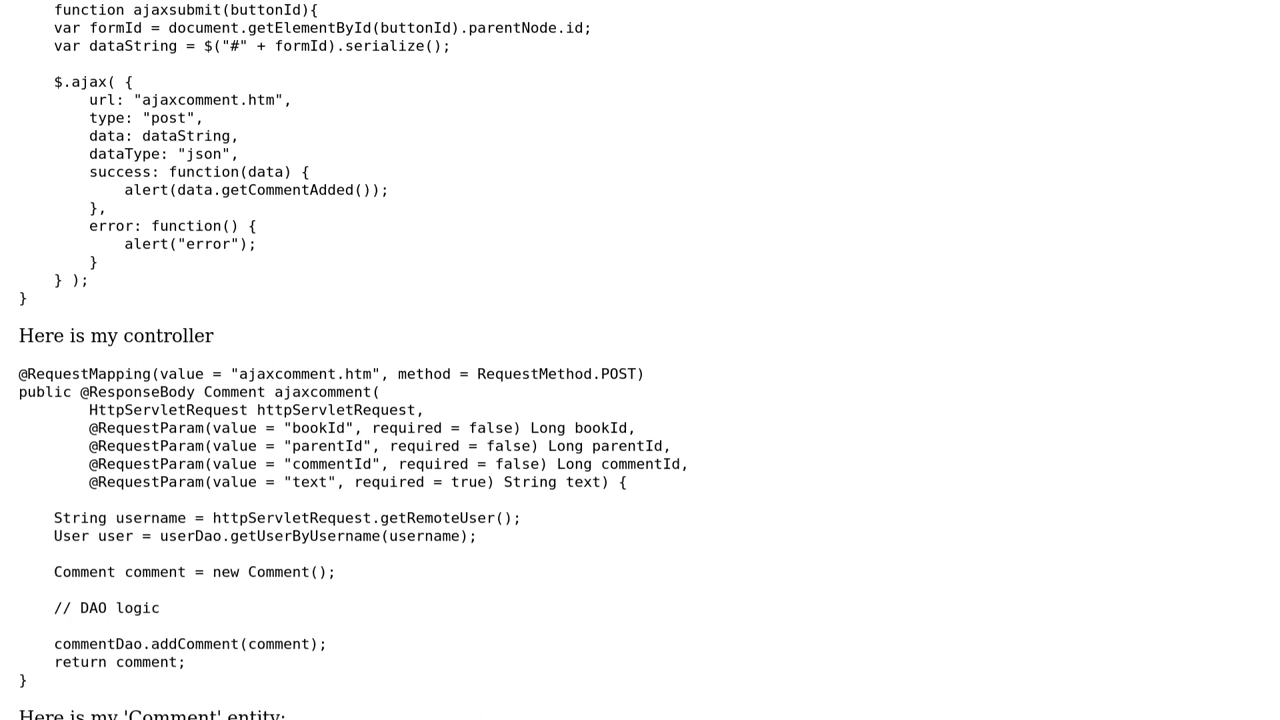 function ajaxsubmit(buttonId){
var formId = document.getElementById(buttonId).parentNode.id;
var dataString = $("#" + formId).serialize();
$.ajax( {
url: "ajaxcomment.htm",
type: "post",
data: dataString,
dataType: "json",
success: function(data) {
alert(data.getCommentAdded());
},
error: function() {
alert("error");
}
} );
}
Here is my controller
@RequestMapping(value = "ajaxcomment.htm", method = RequestMethod.POST)
public @ResponseBody Comment ajaxcomment(
HttpServletRequest httpServletRequest,
@RequestParam(value = "bookId", required = false) Long bookId,
@RequestParam(value = "parentId", required = false) Long parentId,
@RequestParam(value = "commentId", required = false) Long commentId,
@RequestParam(value = "text", required = true) String text) {
String username = httpServletRequest.getRemoteUser();
User user = userDao.getUserByUsername(username);
Comment comment = new Comment();
// DAO logic
commentDao.addComment(comment);
return comment;
}
Here is my 'Comment' entity: